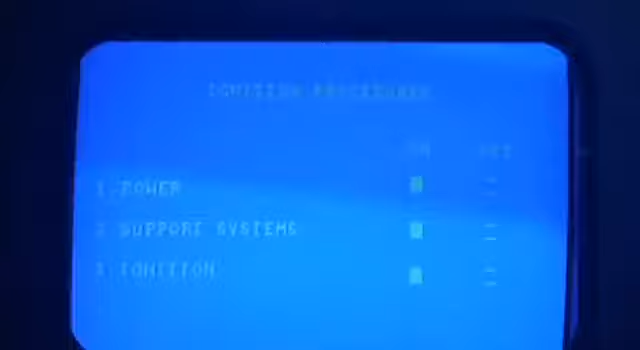 IGNITION PROCEDURES
ON OFF
1 POWER
2 SUPPORT SYSTEMS
3 IGNITION